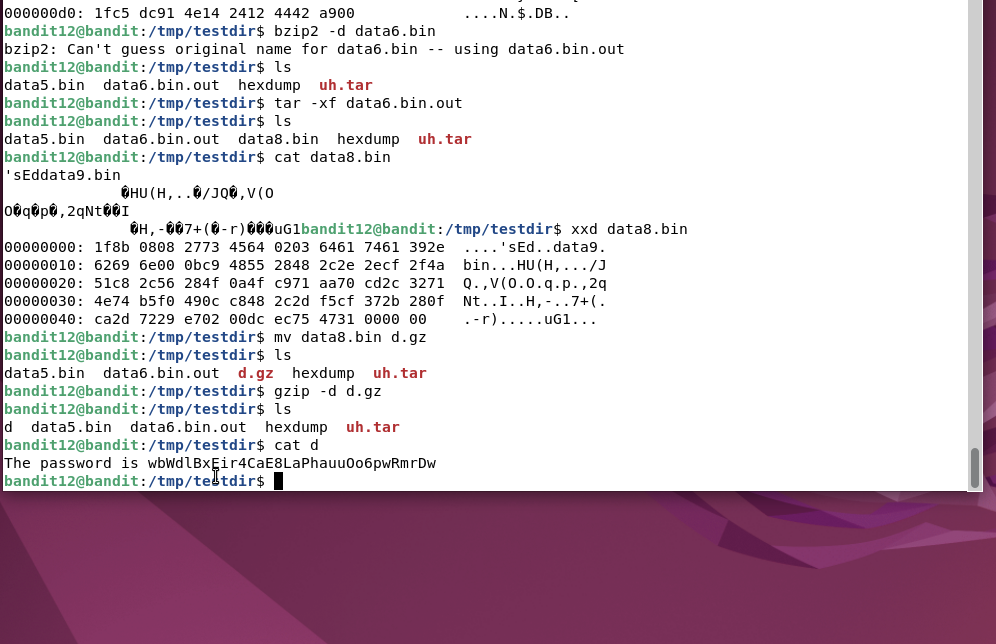 000000d0: 1fc5 dc91 4e14 2412 4442 a900 ....N.$.DB..
bandit12@bandit:/tmp/testdir$ bzip2 -d data6.bin
bzip2: Can't guess original name for data6.bin -- using data6.bin.out
bandit12@bandit:/tmp/testdir$ ls
data5.bin data6.bin.out hexdump uh.tar
bandit12@bandit:/tmp/testdir$ tar -xf data6.bin.out
bandit12@bandit:/tmp/testdir$ ls
data5.bin data6.bin.out data8.bin hexdump uh.tar
bandit12@bandit:/tmp/testdir$ cat data8.bin
'sEddata9.bin
�HU(H,..�/JQ�,V(O
O�q�p�,2qNt��I
�H,-��7+(�-r)���uG1bandit12@bandit:/tmp/testdir$ xxd data8.bin
00000000: 1f8b 0808 2773 4564 0203 6461 7461 392e ....'sEd..data9.
00000010: 6269 6e00 0bc9 4855 2848 2c2e 2ecf 2f4a bin...HU(H,.../J
00000020: 51c8 2c56 284f 0a4f c971 aa70 cd2c 3271 Q.,V(O.O.q.p.,2q
00000030: 4e74 b5f0 490c c848 2c2d f5cf 372b 280f Nt..I..H,-..7+(.
00000040: ca2d 7229 e702 00dc ec75 4731 0000 00 .-r).....uG1...
bandit12@bandit:/tmp/testdir$ mv data8.bin d.gz
bandit12@bandit:/tmp/testdir$ ls
data5.bin data6.bin.out d.gz hexdump uh.tar
bandit12@bandit:/tmp/testdir$ gzip -d d.gz
bandit12@bandit:/tmp/testdir$ ls
d data5.bin data6.bin.out hexdump uh.tar
bandit12@bandit:/tmp/testdir$ cat d
The password is wbWdlBxEir4CaE8LaPhauuOo6pwRmrDw
bandit12@bandit:/tmp/testdir$